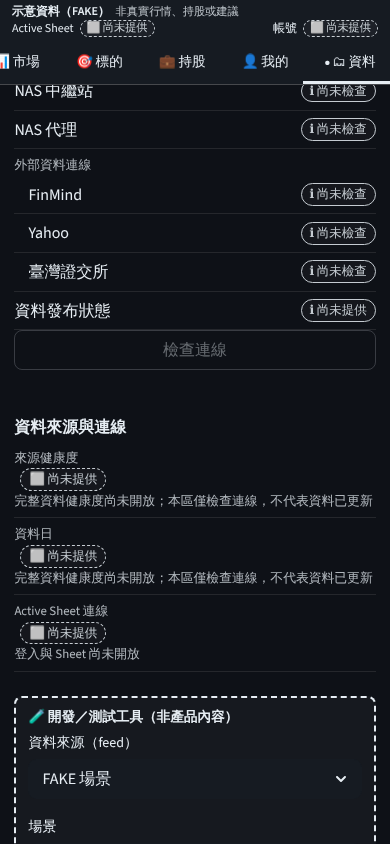 示意資料（FAKE） 非真實行情、持股或建議
Active Sheet ⬜ 尚未提供 帳號 ⬜ 尚未提供
📊 市場 🎯 標的 💼 持股 👤 我的 • 🗂 資料
NAS 中繼站 ℹ 尚未檢查
NAS 代理 ℹ 尚未檢查
外部資料連線
FinMind ℹ 尚未檢查
Yahoo ℹ 尚未檢查
臺灣證交所 ℹ 尚未檢查
資料發布狀態 ℹ 尚未提供
檢查連線
資料來源與連線
來源健康度
⬜ 尚未提供
完整資料健康度尚未開放；本區僅檢查連線，不代表資料已更新
資料日
⬜ 尚未提供
完整資料健康度尚未開放；本區僅檢查連線，不代表資料已更新
Active Sheet 連線
⬜ 尚未提供
登入與 Sheet 尚未開放
🧪 開發／測試工具（非產品內容）
資料來源（feed）
FAKE 場景
場景